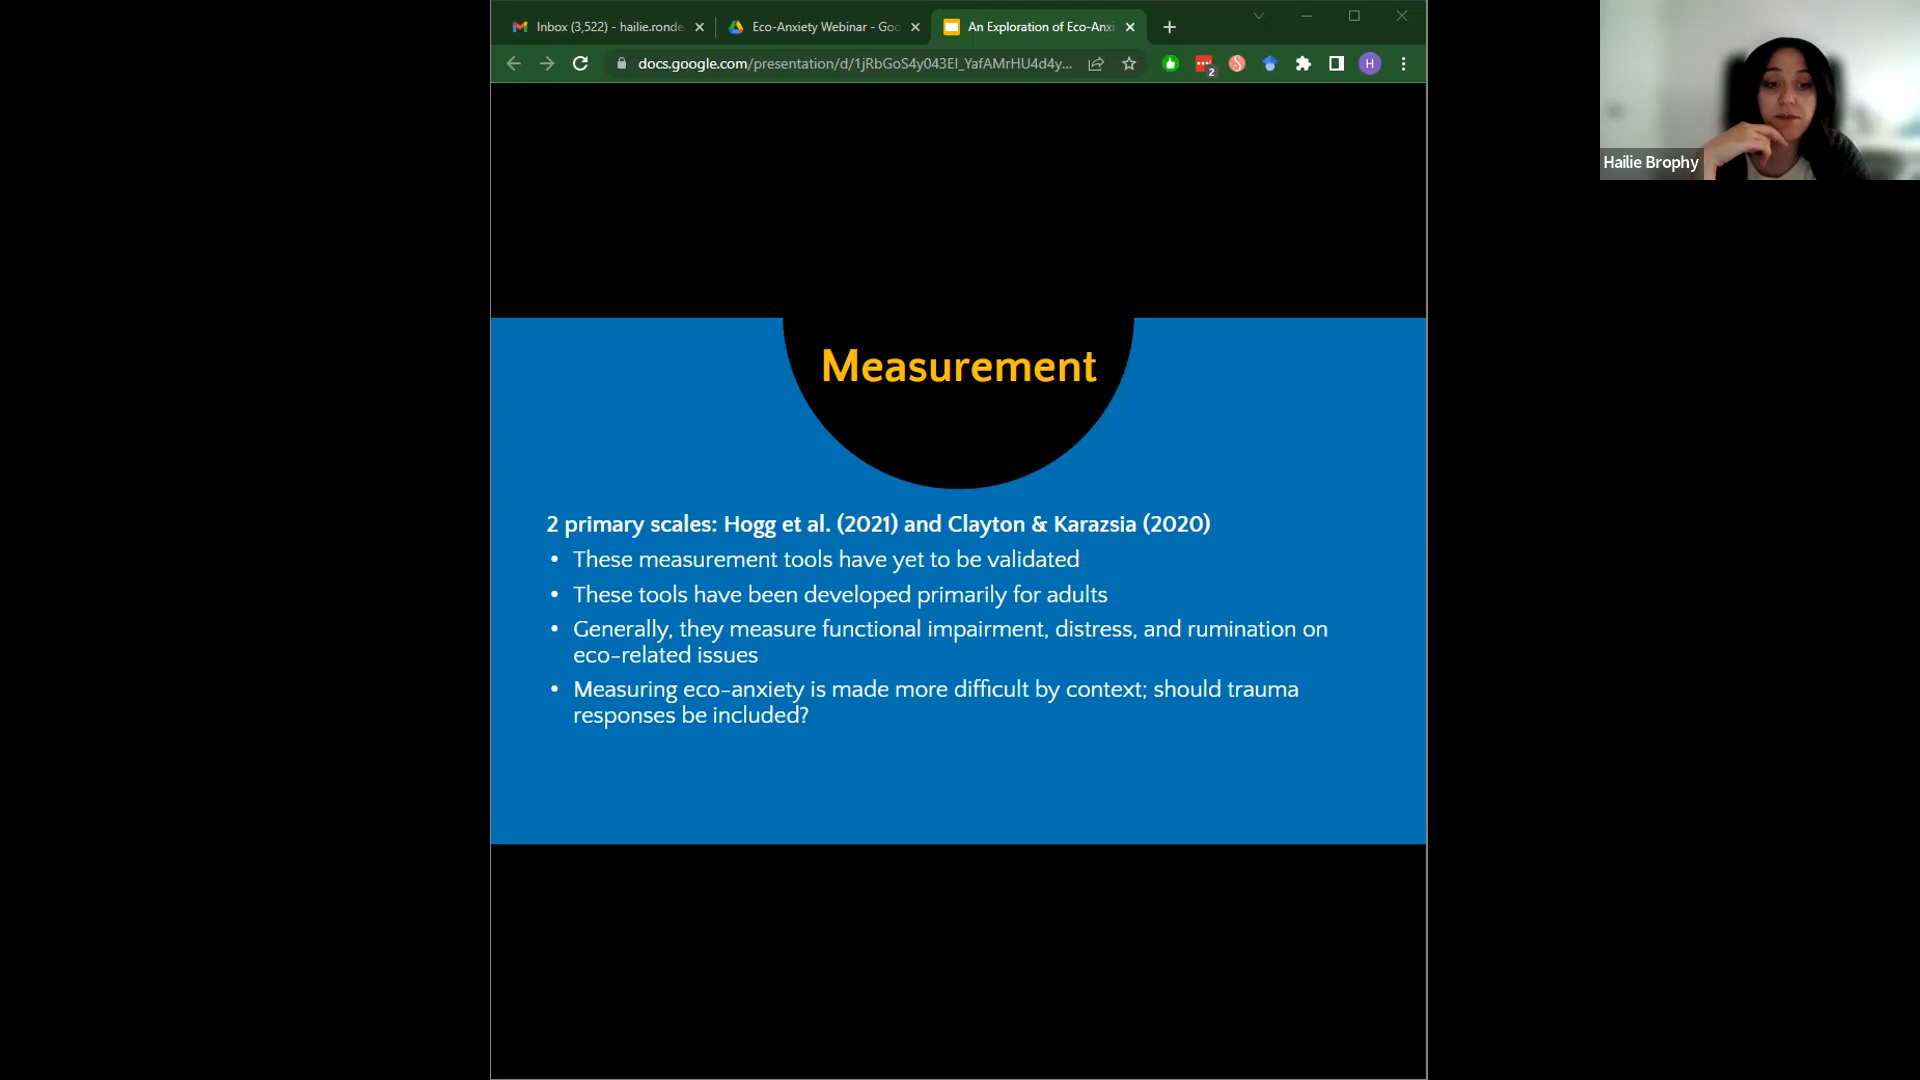 Inbox (3,522) - hailie.ronde
Eco-Anxiety Webinar - Goo
An Exploration of Eco-Anxi
docs.google.com/presentation/d/1jRbGoS4y043EI_YafAMrHU4d4y...
2
H
Hailie Brophy
Measurement
2 primary scales: Hogg et al. (2021) and Clayton & Karazsia (2020)
• These measurement tools have yet to be validated
• These tools have been developed primarily for adults
• Generally, they measure functional impairment, distress, and rumination on
eco-related issues
• Measuring eco-anxiety is made more difficult by context; should trauma
responses be included?